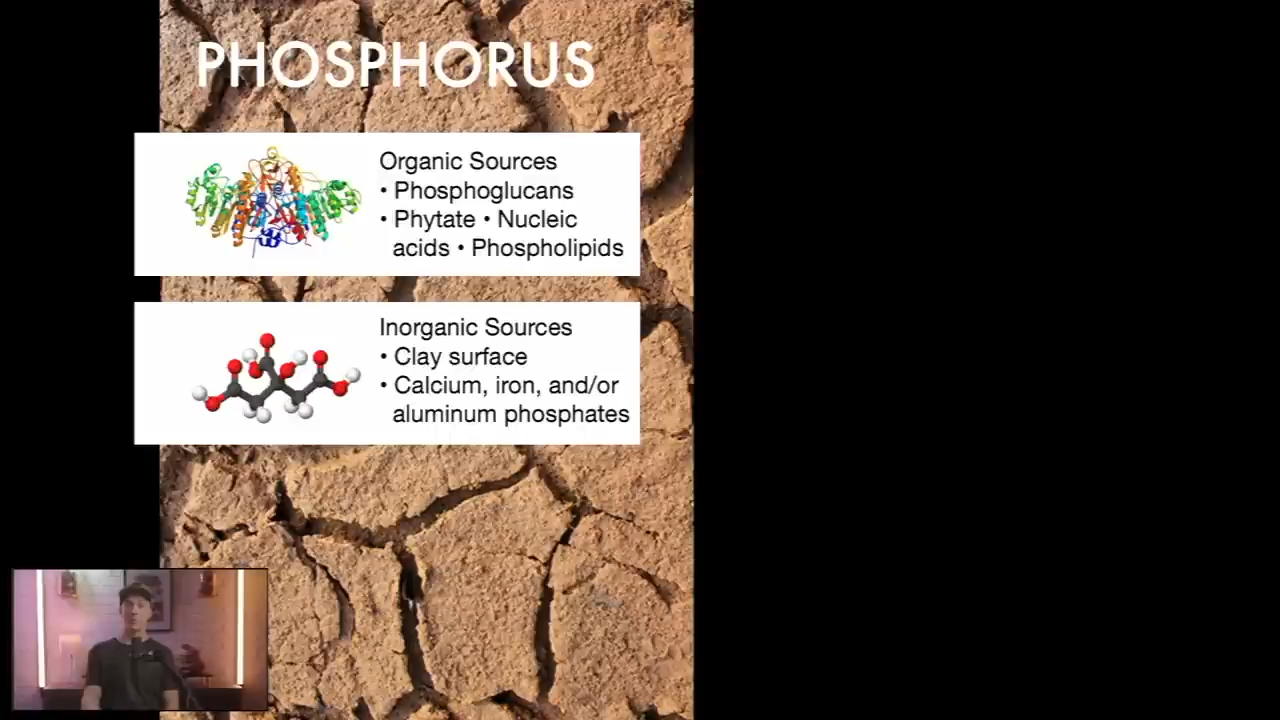 PHOSPHORUS
Organic Sources
• Phosphoglucans
• Phytate • Nucleic
acids • Phospholipids
Inorganic Sources
• Clay surface
• Calcium, iron, and/or
aluminum phosphates